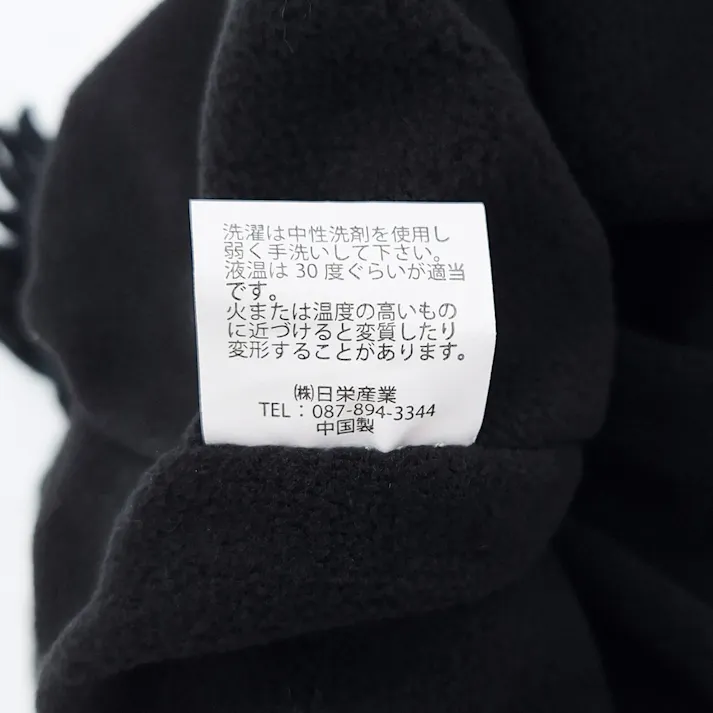 洗濯は中性洗剤を使用し
弱く手洗いして下さい。
液温は 30 度ぐらいが適当
です。
火または温度の高いもの
に近づけると変質したり
変形することがあります。
㈱日栄産業
TEL：087-894-3344
中国製